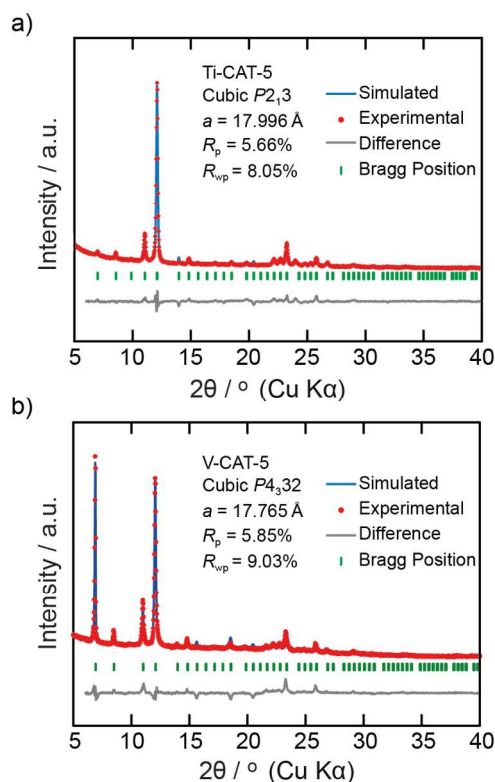 a)
Intensity / a.u.
Ti-CAT-5
Cubic P2₁3
a = 17.996 Å
Rₚ = 5.66%
R_wp = 8.05%
Simulated
Experimental
Difference
Bragg Position
5 10 15 20 25 30 35 40
2θ / ° (Cu Kα)
b)
Intensity / a.u.
V-CAT-5
Cubic P4₃32
a = 17.765 Å
Rₚ = 5.85%
R_wp = 9.03%
Simulated
Experimental
Difference
Bragg Position
5 10 15 20 25 30 35 40
2θ / ° (Cu Kα)